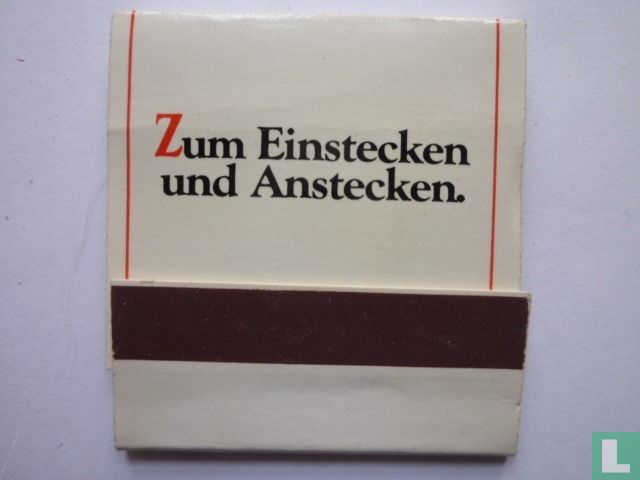 Zum Einstecken
und Anstecken.
L